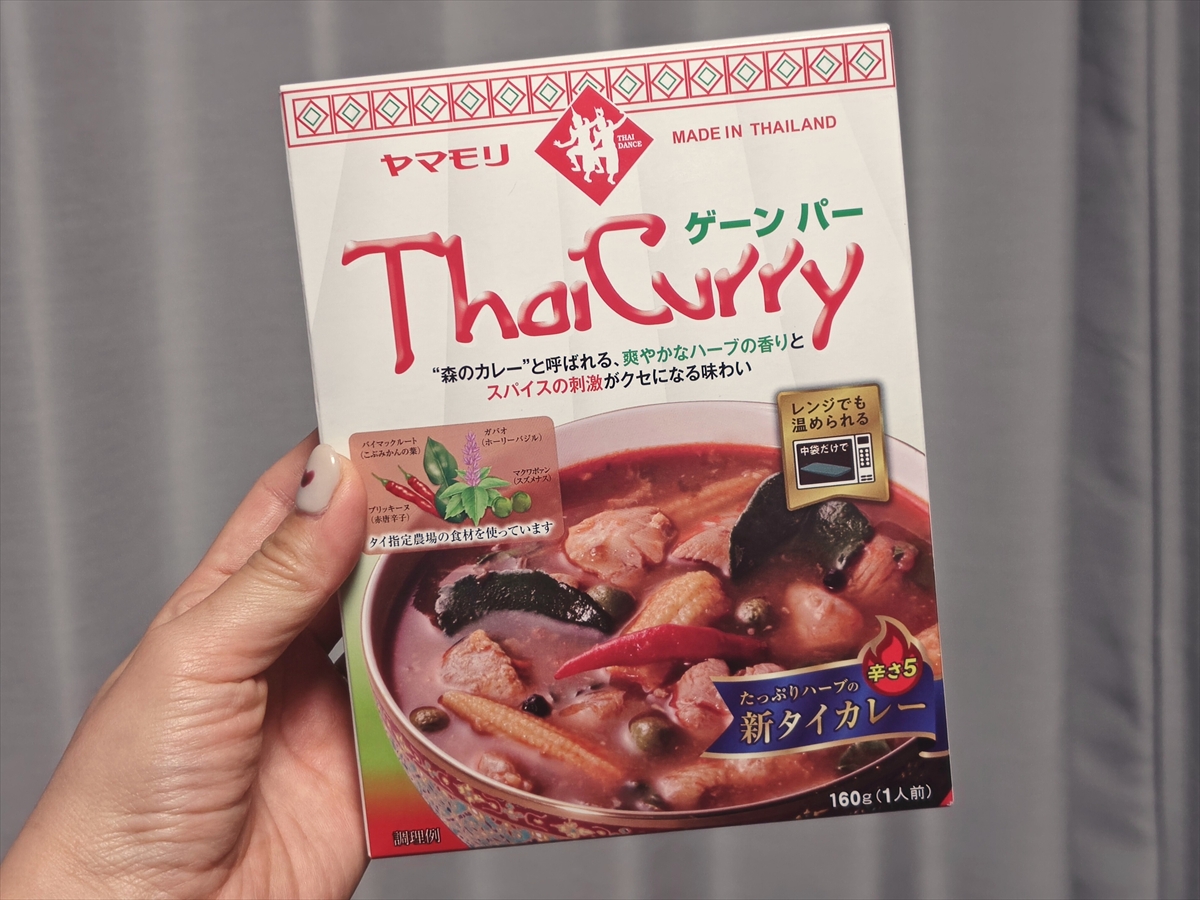 ヤマモリ
THAI
DANCE
MADE IN THAILAND
ゲーン パー
ThaiCurry
“森のカレー”と呼ばれる、爽やかなハーブの香りと
スパイスの刺激がクセになる味わい
レンジでも
温められる
中袋だけで
バイマックルート
(こぶみかんの葉)
ガパオ
(ホーリーバジル)
マクワポァン
(スズメナス)
プリッキーヌ
(赤唐辛子)
タイ指定農場の食材を使っています
辛さ5
たっぷりハーブの
新タイカレー
160g(1人前)
調理例